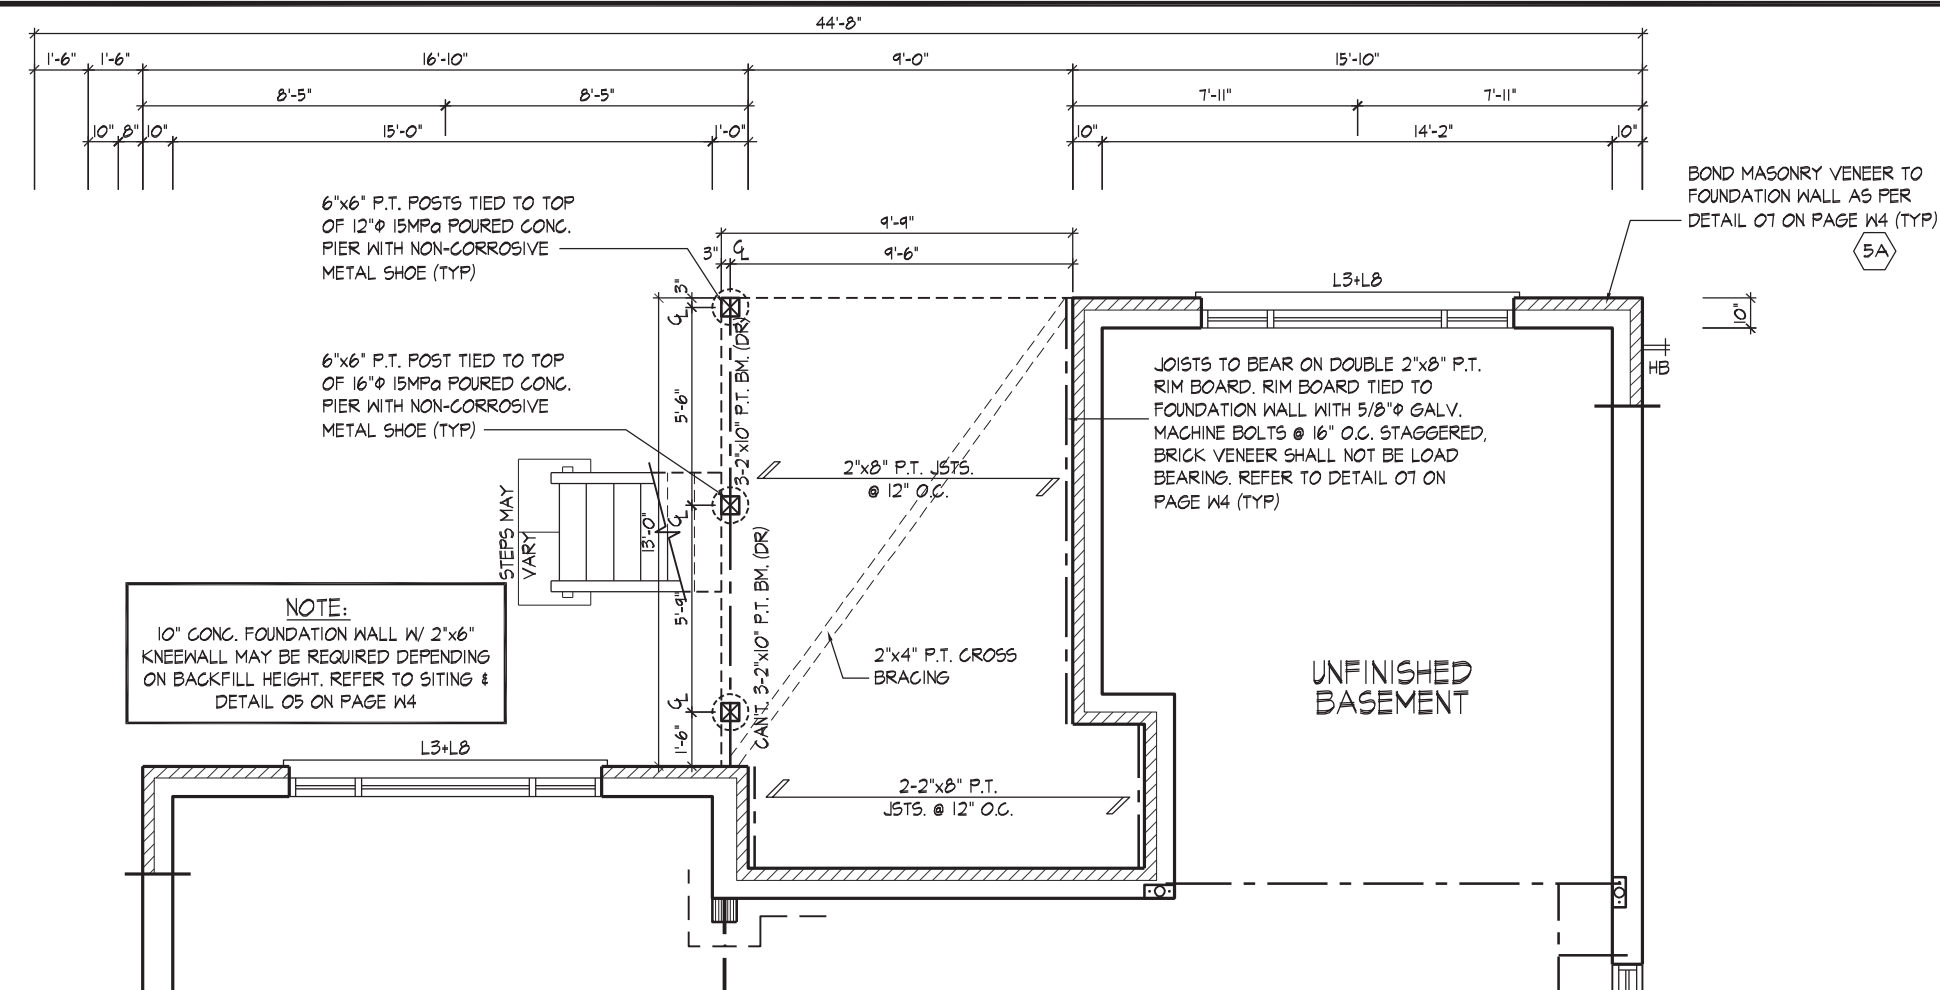 44'-8"
1'-6" 1'-6" 16'-10" 9'-0" 15'-10"
8'-5" 8'-5" 7'-11" 7'-11"
10" 8" 10" 15'-0" 1'-0" 10" 14'-2" 10"
6"x6" P.T. POSTS TIED TO TOP
OF 12"Φ 15MPa POURED CONC.
PIER WITH NON-CORROSIVE
METAL SHOE (TYP)
9'-9"
3" CL 9'-6"
BOND MASONRY VENEER TO
FOUNDATION WALL AS PER
DETAIL 07 ON PAGE W4 (TYP)
5A
L3+L8
10"
HB
3"
CL
6"x6" P.T. POST TIED TO TOP
OF 16"Φ 15MPa POURED CONC.
PIER WITH NON-CORROSIVE
METAL SHOE (TYP)
5'-6"
3-2"x10" P.T. BM. (DR)
JOISTS TO BEAR ON DOUBLE 2"x8" P.T.
RIM BOARD. RIM BOARD TIED TO
FOUNDATION WALL WITH 5/8"Φ GALV.
MACHINE BOLTS @ 16" O.C. STAGGERED,
BRICK VENEER SHALL NOT BE LOAD
BEARING. REFER TO DETAIL 07 ON
PAGE W4 (TYP)
2"x8" P.T. JSTS.
@ 12" O.C.
STEPS MAY
VARY
13'-0"
CL
5'-9"
CANT. 3-2"x10" P.T. BM. (DR)
NOTE:
10" CONC. FOUNDATION WALL W/ 2"x6"
KNEEWALL MAY BE REQUIRED DEPENDING
ON BACKFILL HEIGHT. REFER TO SITING &
DETAIL 05 ON PAGE W4
2"x4" P.T. CROSS
BRACING
UNFINISHED
BASEMENT
CL
1'-6"
L3+L8
2-2"x8" P.T.
JSTS. @ 12" O.C.